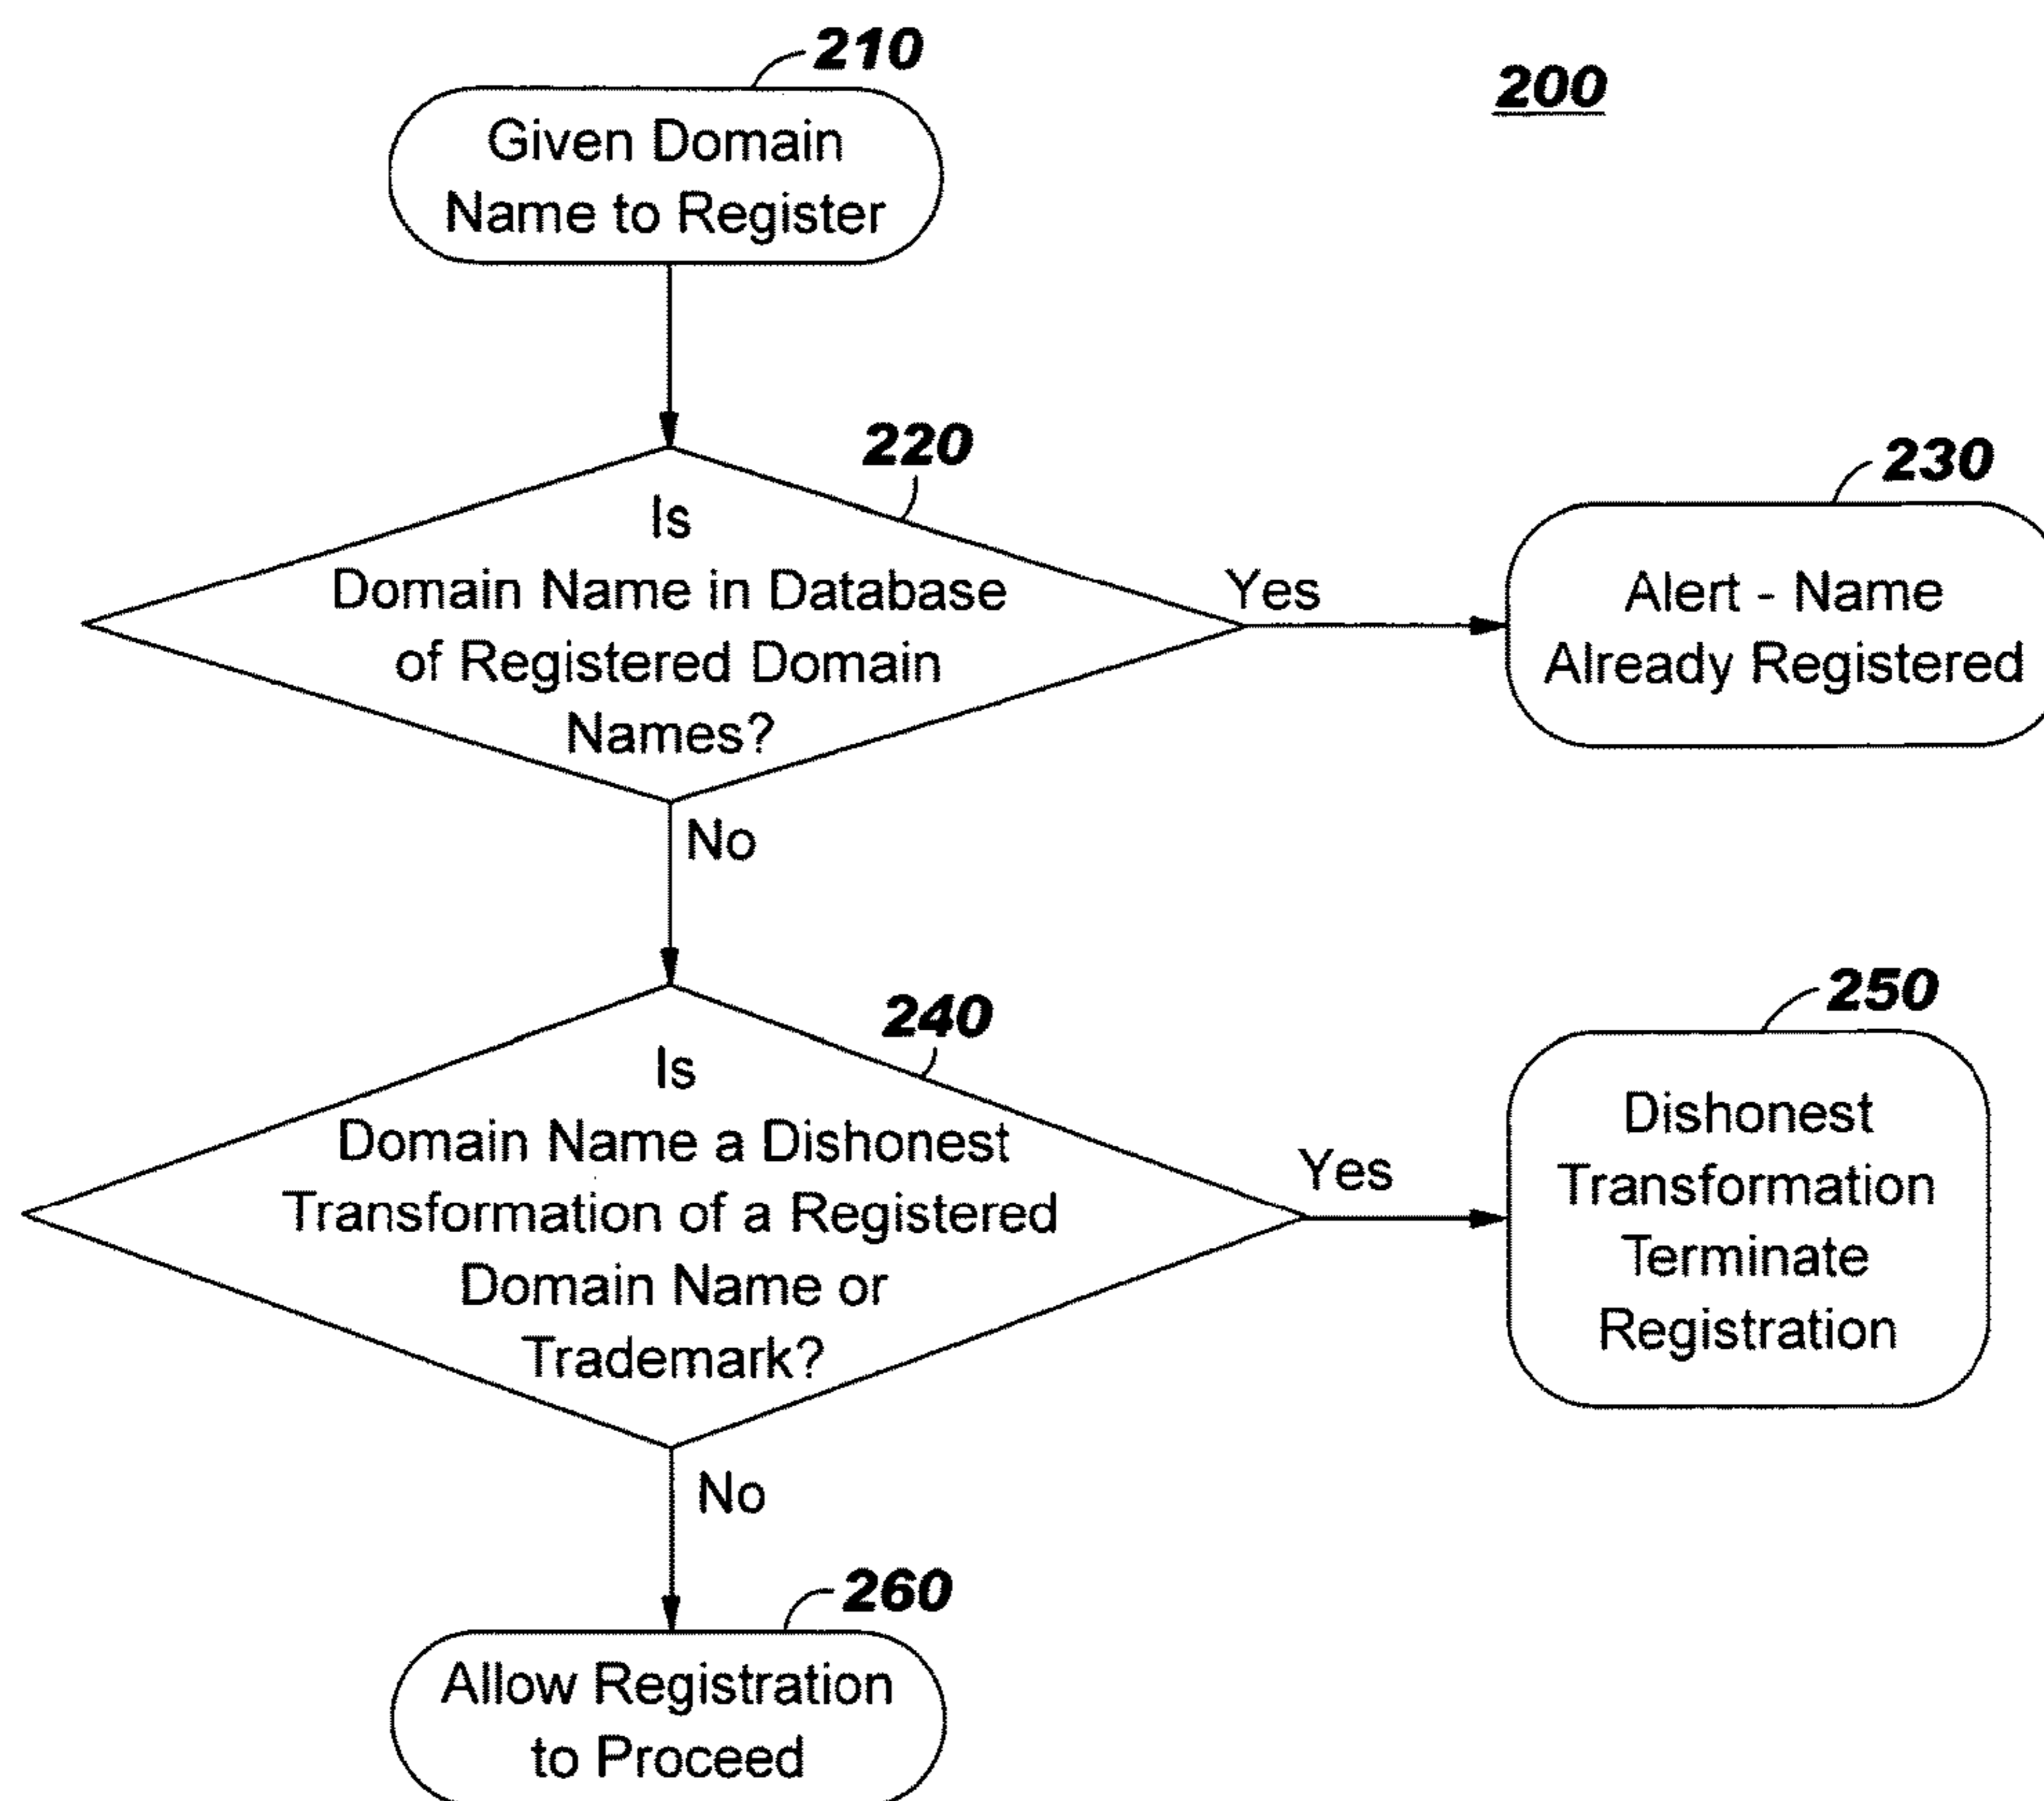 210
200
Given Domain
Name to Register
220
230
Is
Domain Name in Database
of Registered Domain
Names?
Yes
Alert - Name
Already Registered
No
240
250
Is
Domain Name a Dishonest
Transformation of a Registered
Domain Name or
Trademark?
Yes
Dishonest
Transformation
Terminate
Registration
No
260
Allow Registration
to Proceed